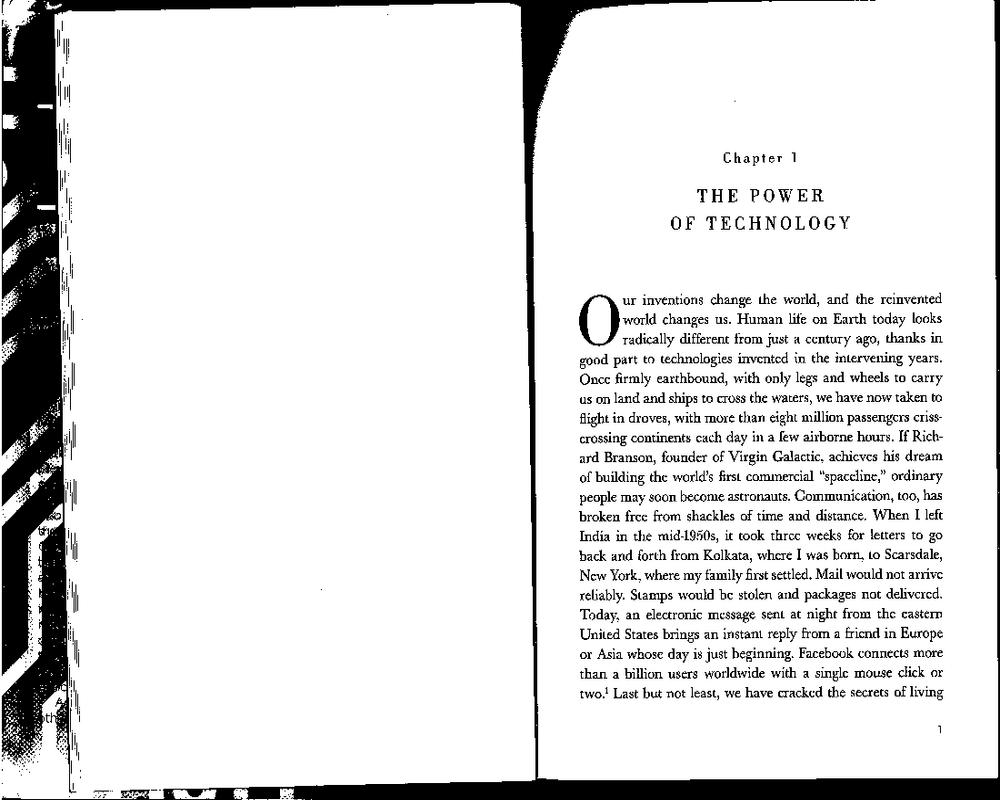 Chapter 1
THE POWER
OF TECHNOLOGY
Our inventions change the world, and the reinvented
world changes us. Human life on Earth today looks
radically different from just a century ago, thanks in
good part to technologies invented in the intervening years.
Once firmly earthbound, with only legs and wheels to carry
us on land and ships to cross the waters, we have now taken to
flight in droves, with more than eight million passengers criss-
crossing continents each day in a few airborne hours. If Rich-
ard Branson, founder of Virgin Galactic, achieves his dream
of building the world's first commercial “spaceline,” ordinary
people may soon become astronauts. Communication, too, has
broken free from shackles of time and distance. When I left
India in the mid-1950s, it took three weeks for letters to go
back and forth from Kolkata, where I was born, to Scarsdale,
New York, where my family first settled. Mail would not arrive
reliably. Stamps would be stolen and packages not delivered.
Today, an electronic message sent at night from the eastern
United States brings an instant reply from a friend in Europe
or Asia whose day is just beginning. Facebook connects more
than a billion users worldwide with a single mouse click or
two.¹ Last but not least, we have cracked the secrets of living
1